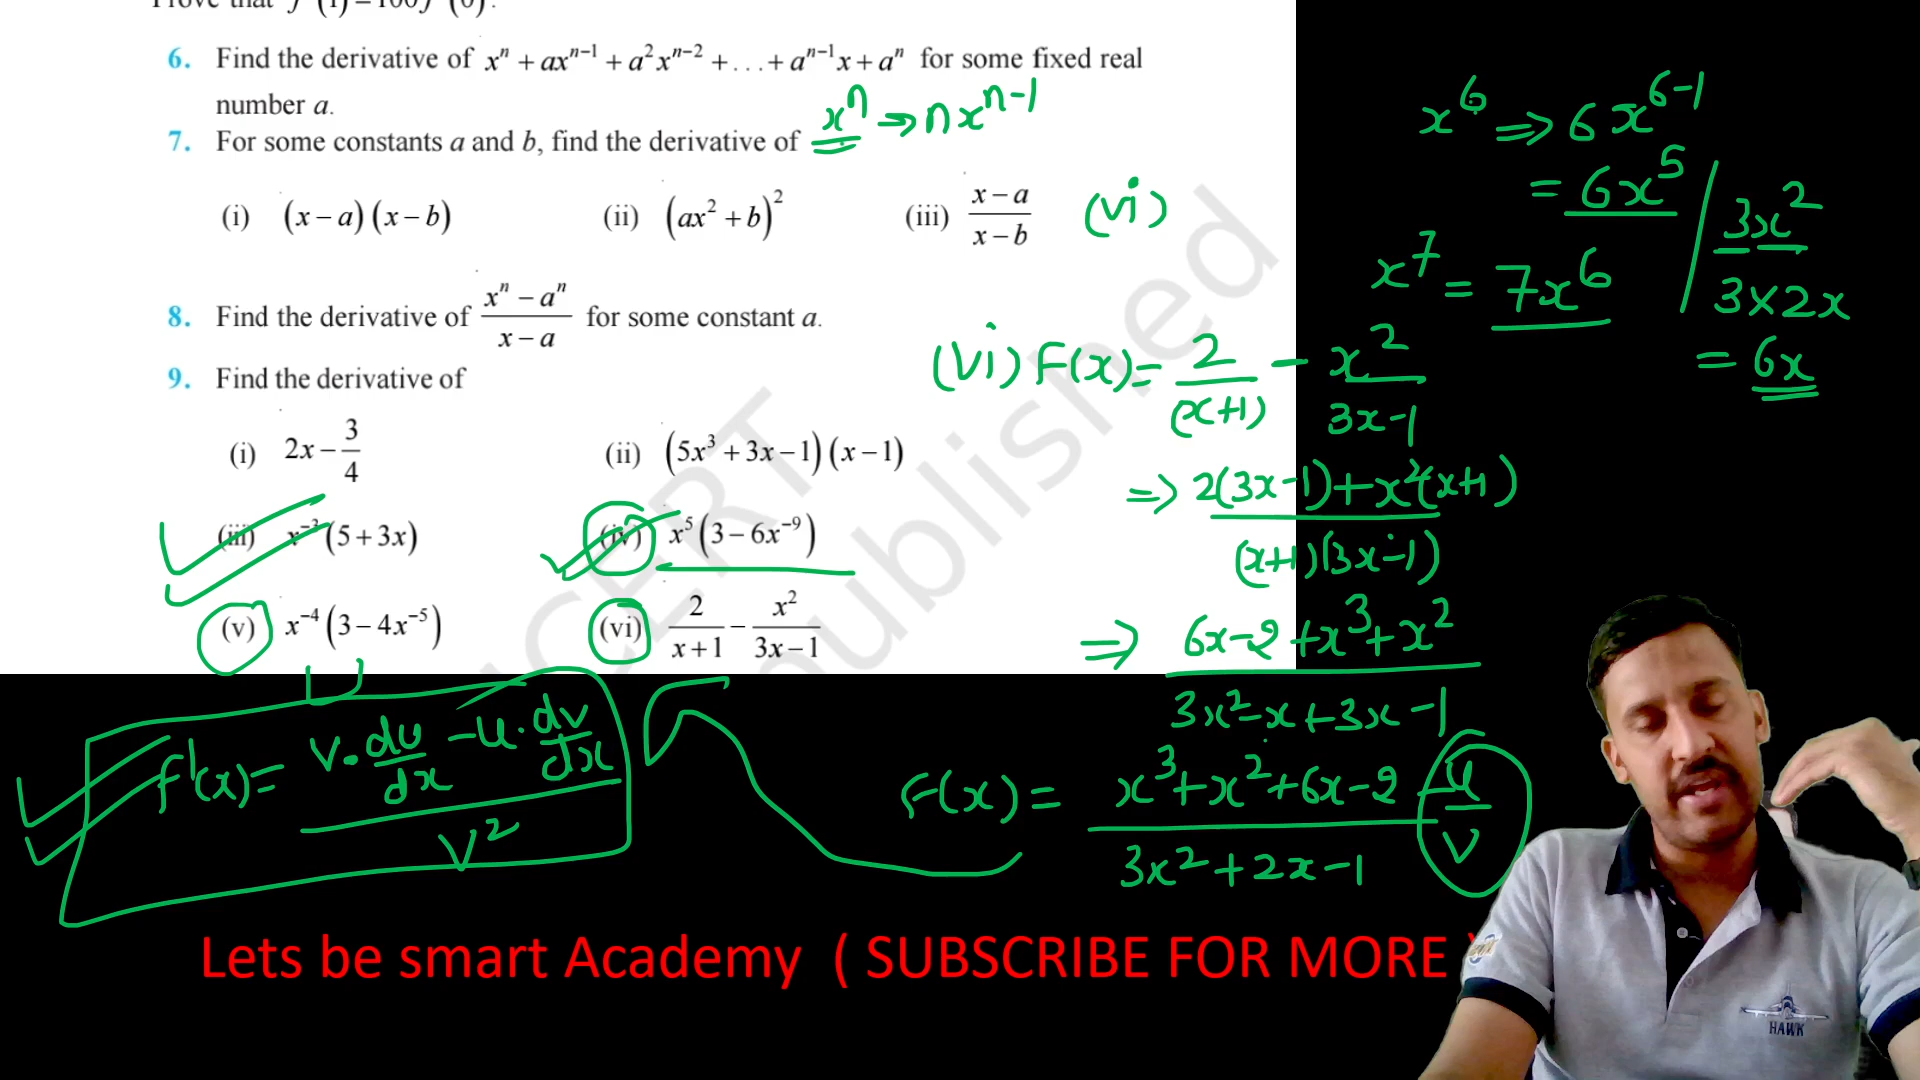 Prove that f′(1) = 100 f′(0).
6. Find the derivative of xⁿ + axⁿ⁻¹ + a²xⁿ⁻² + . . . + aⁿ⁻¹x + aⁿ for some fixed real
number a.
xⁿ → nxⁿ⁻¹
7. For some constants a and b, find the derivative of
(i) (x − a)(x − b) (ii) (ax² + b)² (iii) (x − a)/(x − b) (vi)
8. Find the derivative of (xⁿ − aⁿ)/(x − a) for some constant a.
9. Find the derivative of
(i) 2x − 3/4 (ii) (5x³ + 3x − 1)(x − 1)
(iii) x⁻³(5 + 3x) (iv) x⁵(3 − 6x⁻⁹)
(v) x⁻⁴(3 − 4x⁻⁵) (vi) 2/(x + 1) − x²/(3x − 1)
x⁶ ⇒ 6x⁶⁻¹
= 6x⁵
x⁷ = 7x⁶
3x²
3×2x
= 6x
(vi) F(x) = 2/(x+1) − x²/3x−1
⇒ 2(3x−1)+x²(x+1)
(x+1)(3x−1)
⇒ 6x−2+x³+x²
3x²−x+3x−1
F(x) = x³+x²+6x−2
3x²+2x−1
u/v
f'(x) = v·du/dx − u·dv/dx
v²
Lets be smart Academy ( SUBSCRIBE FOR MORE )
HAWK